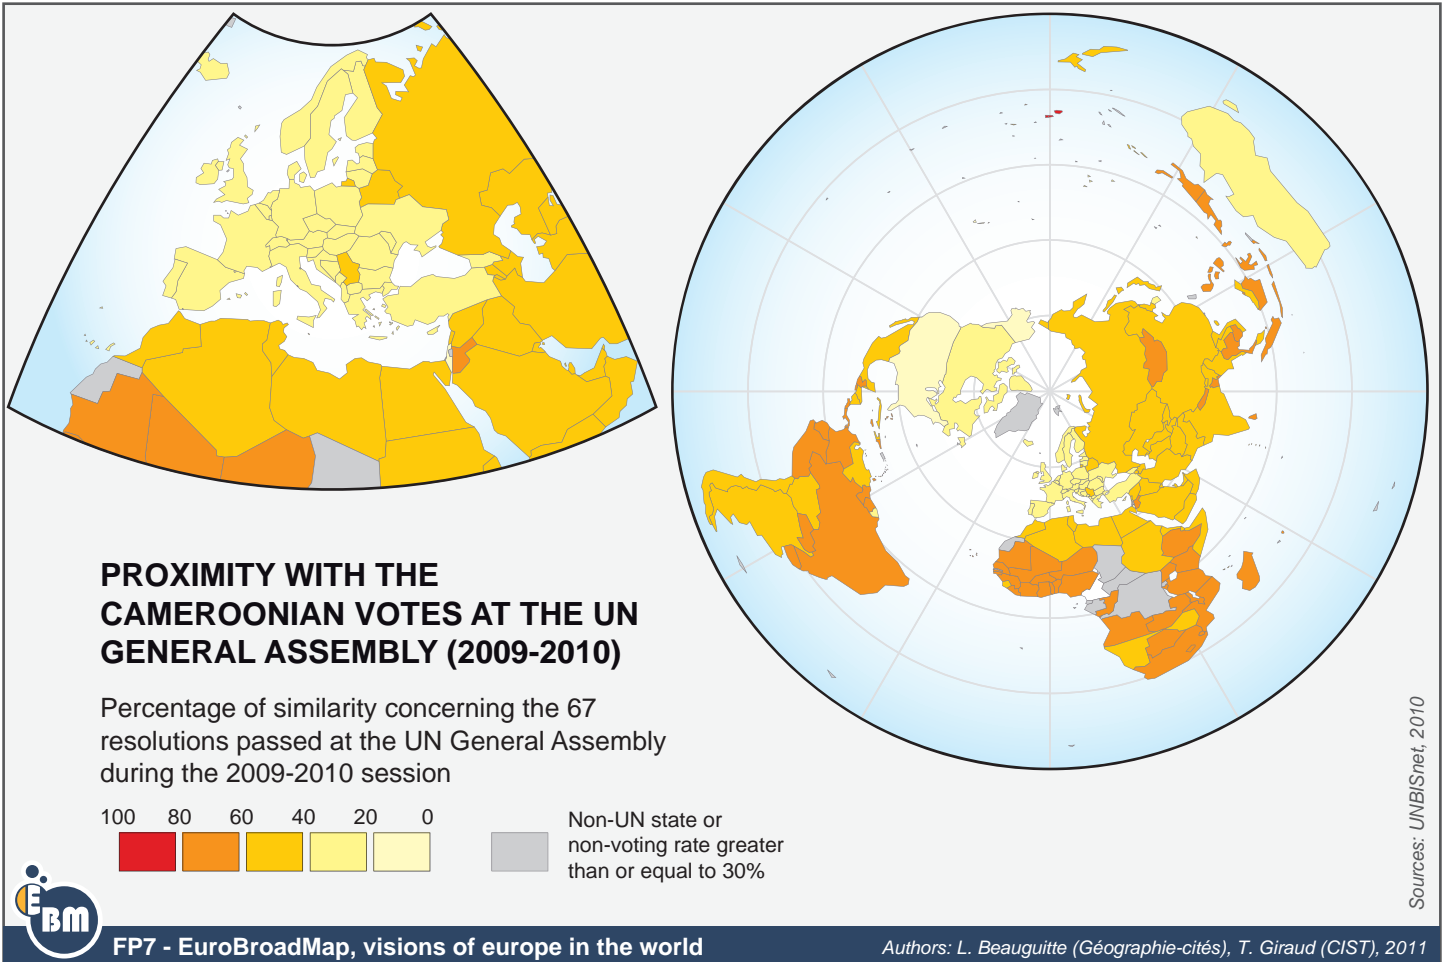 PROXIMITY WITH THE
CAMEROONIAN VOTES AT THE UN
GENERAL ASSEMBLY (2009-2010)
Percentage of similarity concerning the 67
resolutions passed at the UN General Assembly
during the 2009-2010 session
100 80 60 40 20 0
Non-UN state or
non-voting rate greater
than or equal to 30%
Sources: UNBISnet, 2010
EBM
FP7 - EuroBroadMap, visions of europe in the world
Authors: L. Beauguitte (Géographie-cités), T. Giraud (CIST), 2011